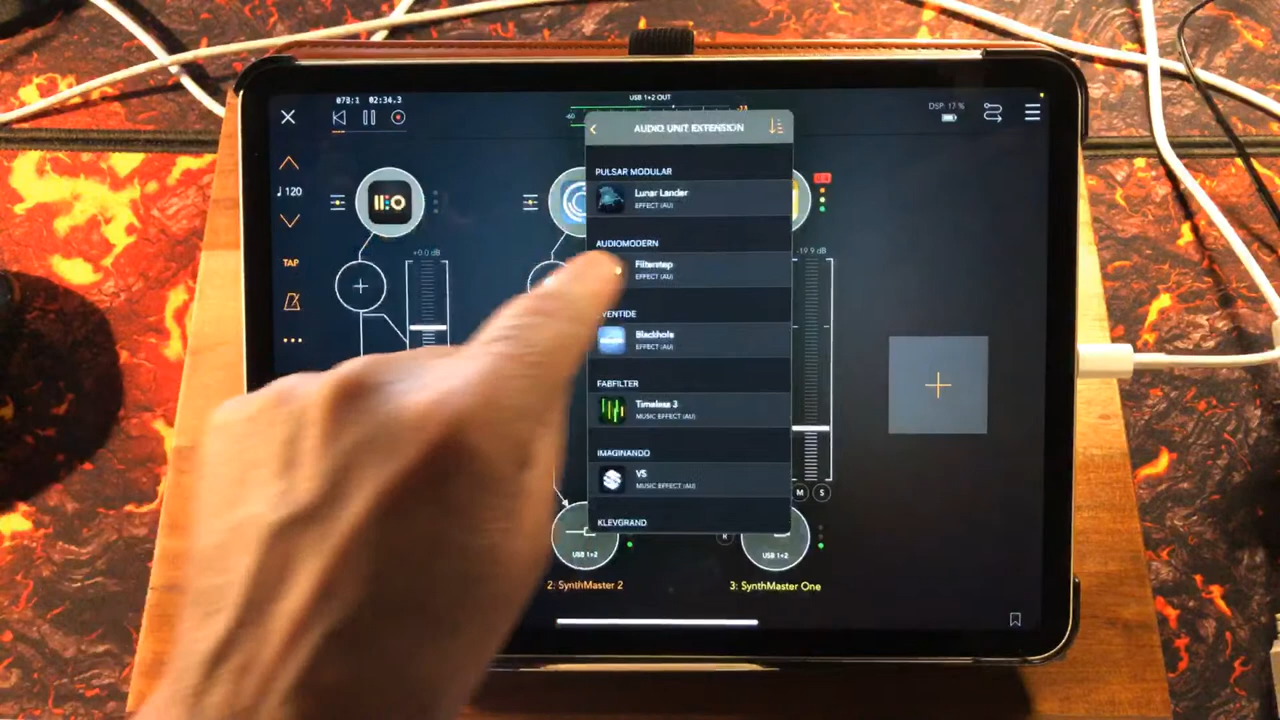 073:1 02:34.3
USB 1+2 OUT
-60
DSP: 17 %
AUDIO UNIT EXTENSION
PULSAR MODULAR
Lunar Lander
EFFECT (AU)
120
AUDIOMODERN
Filterstep
EFFECT (AU)
+0.0 dB
-19.9 dB
TAP
VENTIDE
Blackhole
EFFECT (AU)
FABFILTER
Timeless 3
MUSIC EFFECT (AU)
IMAGINANDO
VS
MUSIC EFFECT (AU)
M S
KLEVGRAND
R
USB 1+2
USB 1+2
2: SynthMaster 2
3: SynthMaster One